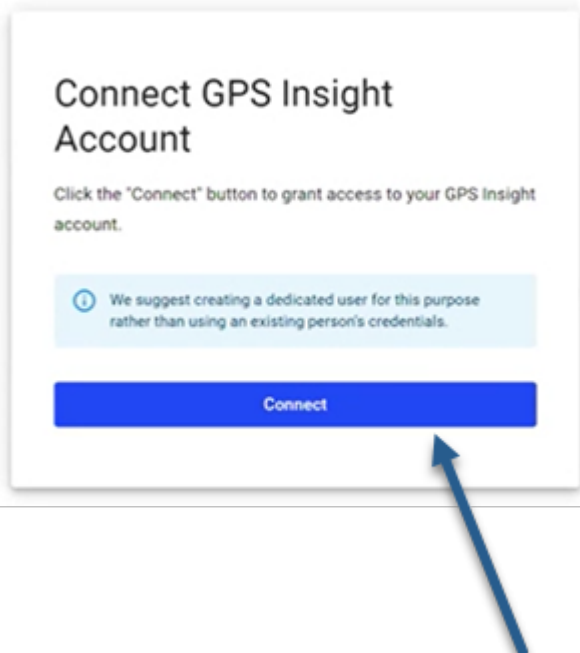 Connect GPS Insight
Account
Click the "Connect" button to grant access to your GPS Insight
account.
We suggest creating a dedicated user for this purpose
rather than using an existing person's credentials.
Connect